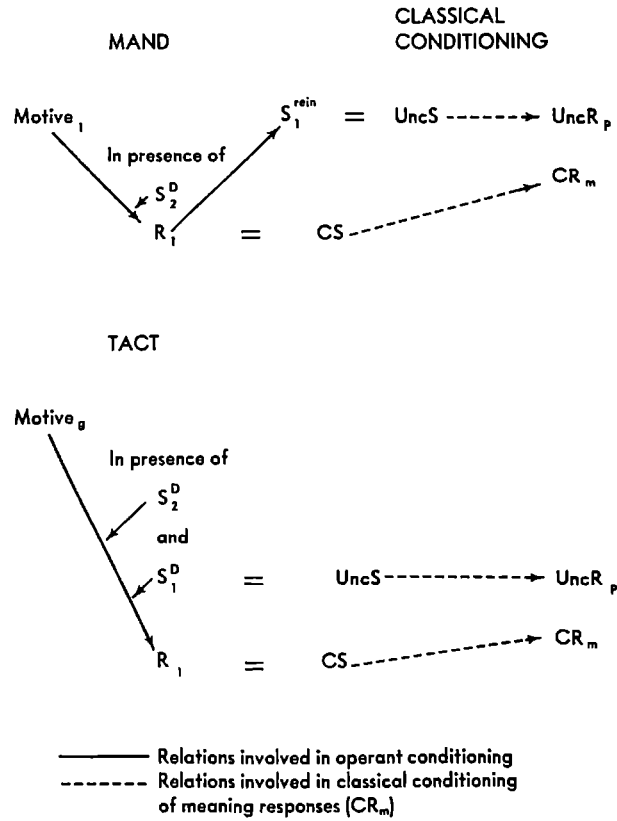 MAND
CLASSICAL
CONDITIONING
Motive₁
S₁ʳᵉⁱⁿ = UncS UncRₚ
In presence of
S₂ᴰ
CRₘ
R₁ = CS
TACT
Motive_g
In presence of
S₂ᴰ
and
S₁ᴰ = UncS UncRₚ
CRₘ
R₁ = CS
Relations involved in operant conditioning
Relations involved in classical conditioning
of meaning responses (CRₘ)